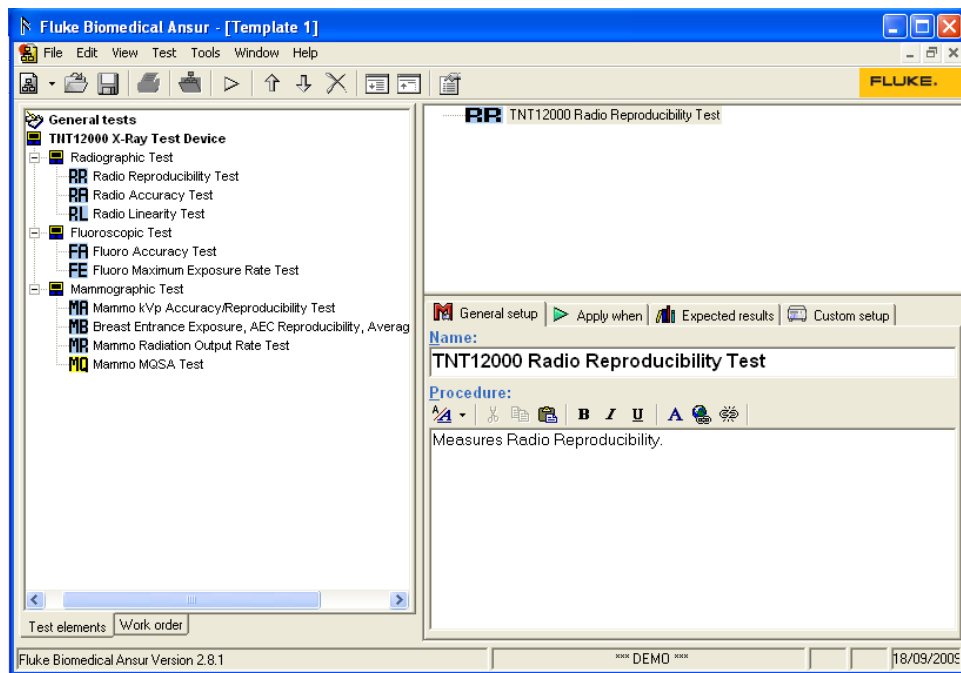 Fluke Biomedical Ansur - [Template 1]
File Edit View Test Tools Window Help
FLUKE.
General tests
TNT12000 X-Ray Test Device
Radiographic Test
RR Radio Reproducibility Test
RA Radio Accuracy Test
RL Radio Linearity Test
Fluoroscopic Test
FA Fluoro Accuracy Test
FE Fluoro Maximum Exposure Rate Test
Mammographic Test
MA Mammo kVp Accuracy/Reproducibility Test
MB Breast Entrance Exposure, AEC Reproducibility, Averag
MR Mammo Radiation Output Rate Test
MQ Mammo MQSA Test
Test elements Work order
RR TNT12000 Radio Reproducibility Test
General setup Apply when Expected results Custom setup
Name:
TNT12000 Radio Reproducibility Test
Procedure:
A/A B I U A
Measures Radio Reproducibility.
Fluke Biomedical Ansur Version 2.8.1 *** DEMO *** 18/09/2009